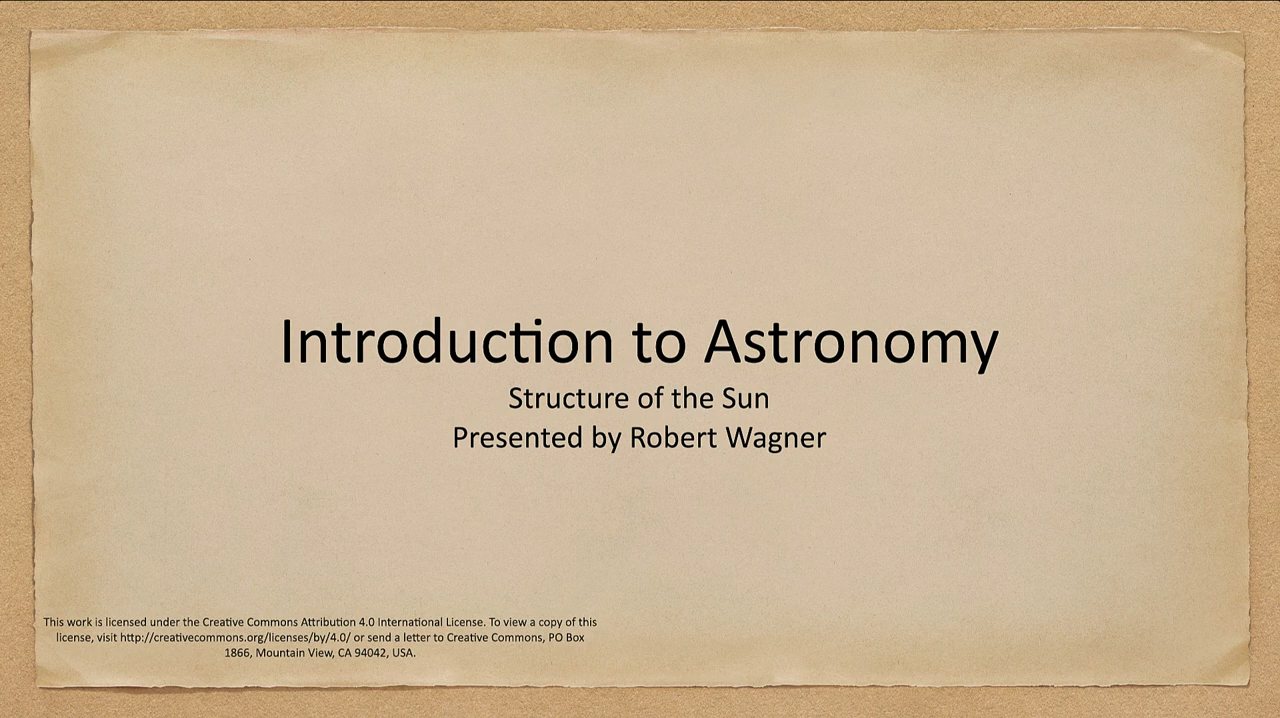 Introduction to Astronomy
Structure of the Sun
Presented by Robert Wagner
This work is licensed under the Creative Commons Attribution 4.0 International License. To view a copy of this
license, visit http://creativecommons.org/licenses/by/4.0/ or send a letter to Creative Commons, PO Box
1866, Mountain View, CA 94042, USA.